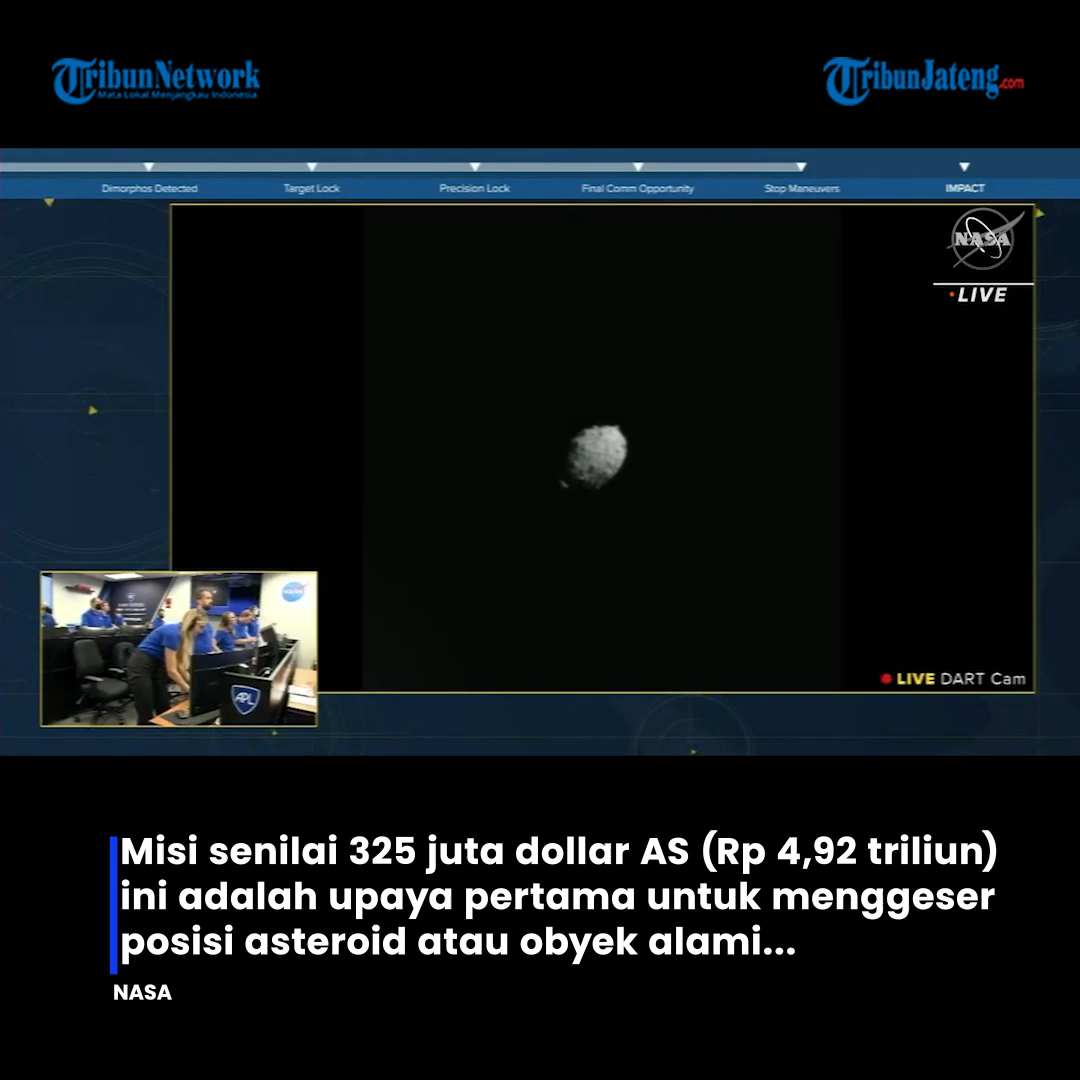 TribunNetwork
Mata Lokal Menjangkau Indonesia
TribunJateng.com
Dimorphos Detected
Target Lock
Precision Lock
Final Comm Opportunity
Stop Maneuvers
IMPACT
NASA
LIVE
APL
LIVE DART Cam
Misi senilai 325 juta dollar AS (Rp 4,92 triliun)
ini adalah upaya pertama untuk menggeser
posisi asteroid atau obyek alami...
NASA